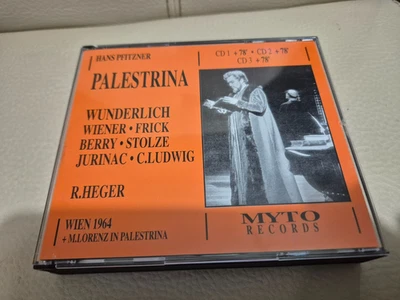 HANS PFITZNER
PALESTRINA
WUNDERLICH
WIENER • FRICK
BERRY • STOLZE
JURINAC • C.LUDWIG
R.HEGER
WIEN 1964
+ M.LORENZ IN PALESTRINA
CD 1 + 78' • CD 2 + 78'
CD 3 + 78'
MYTO
RECORDS